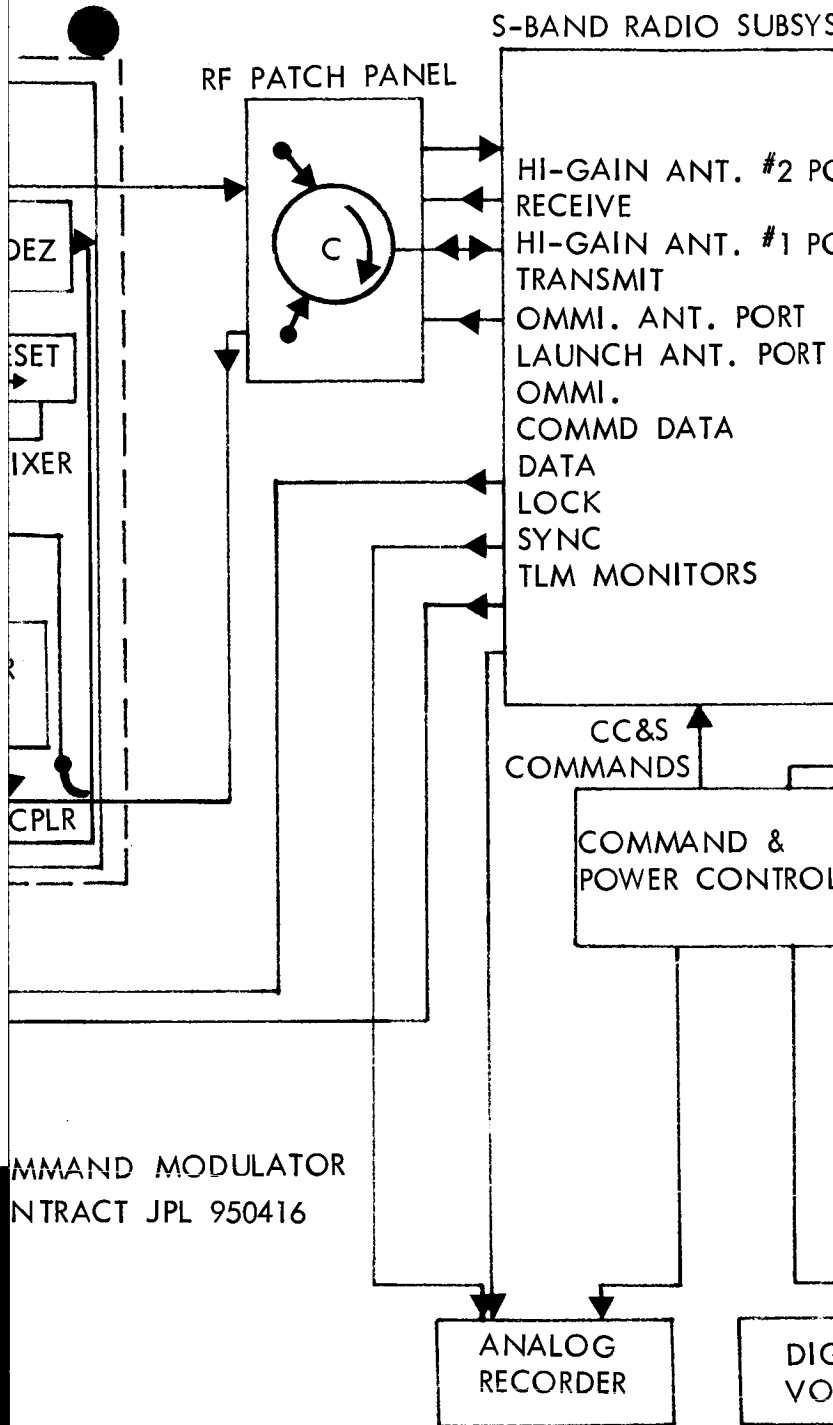 S-BAND RADIO SUBSYS
RF PATCH PANEL
C
HI-GAIN ANT. #2 PO
RECEIVE
HI-GAIN ANT. #1 PO
TRANSMIT
OMMI. ANT. PORT
LAUNCH ANT. PORT
OMMI.
COMMD DATA
DATA
LOCK
SYNC
TLM MONITORS
DEZ
ESET
IXER
R
CPLR
CC&S
COMMANDS
COMMAND &
POWER CONTROL
MMAND MODULATOR
NTRACT JPL 950416
ANALOG
RECORDER
DIG
VO